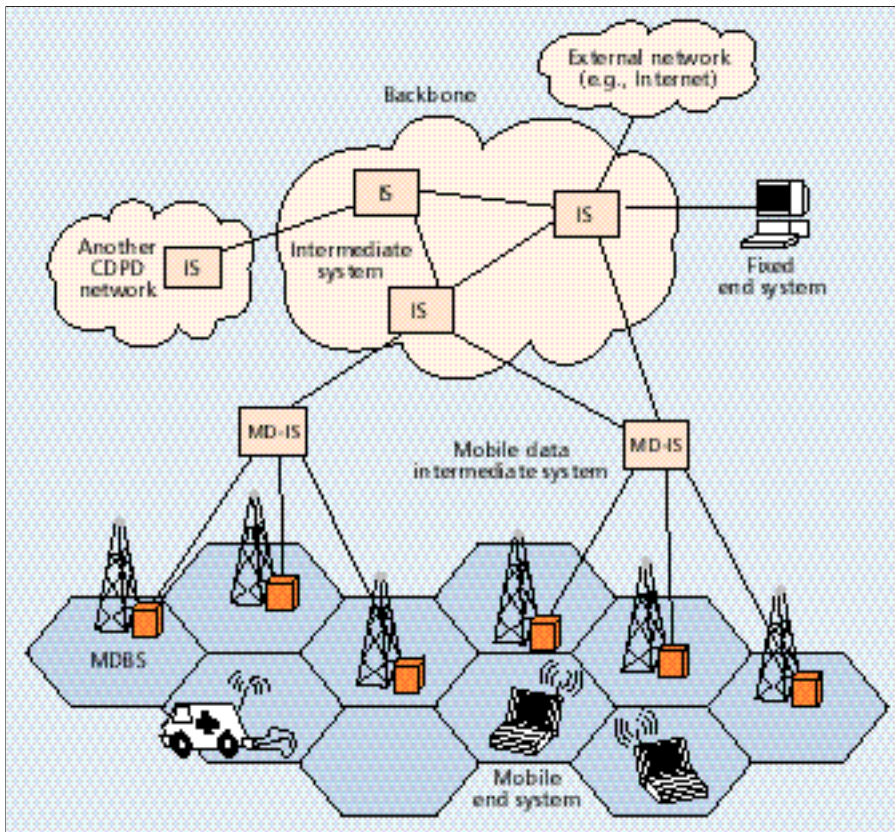 External network
(e.g., Internet)
Backbone
IS
IS
Another
CDPD
network
IS
Intermediate
system
Fixed
end system
IS
MD-IS
Mobile data
intermediate system
MD-IS
MDBS
Mobile
end system